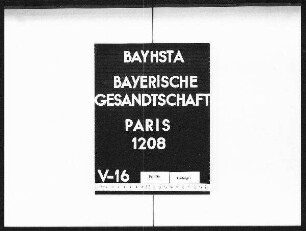 BAYHSTA
BAYERISCHE
GESANDTSCHAFT
PARIS
1208
V-16